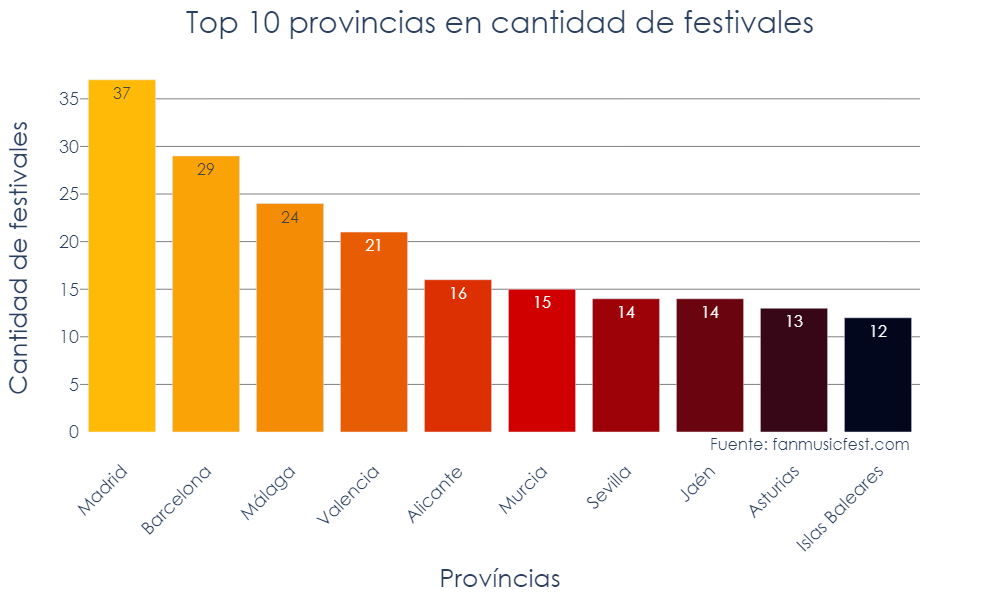 Top 10 provincias en cantidad de festivales
Cantidad de festivales
35
30
25
20
15
10
5
0
37
29
24
21
16
15
14
14
13
12
Fuente: fanmusicfest.com
Madrid
Barcelona
Málaga
Valencia
Alicante
Murcia
Sevilla
Jaén
Asturias
Islas Baleares
Províncias